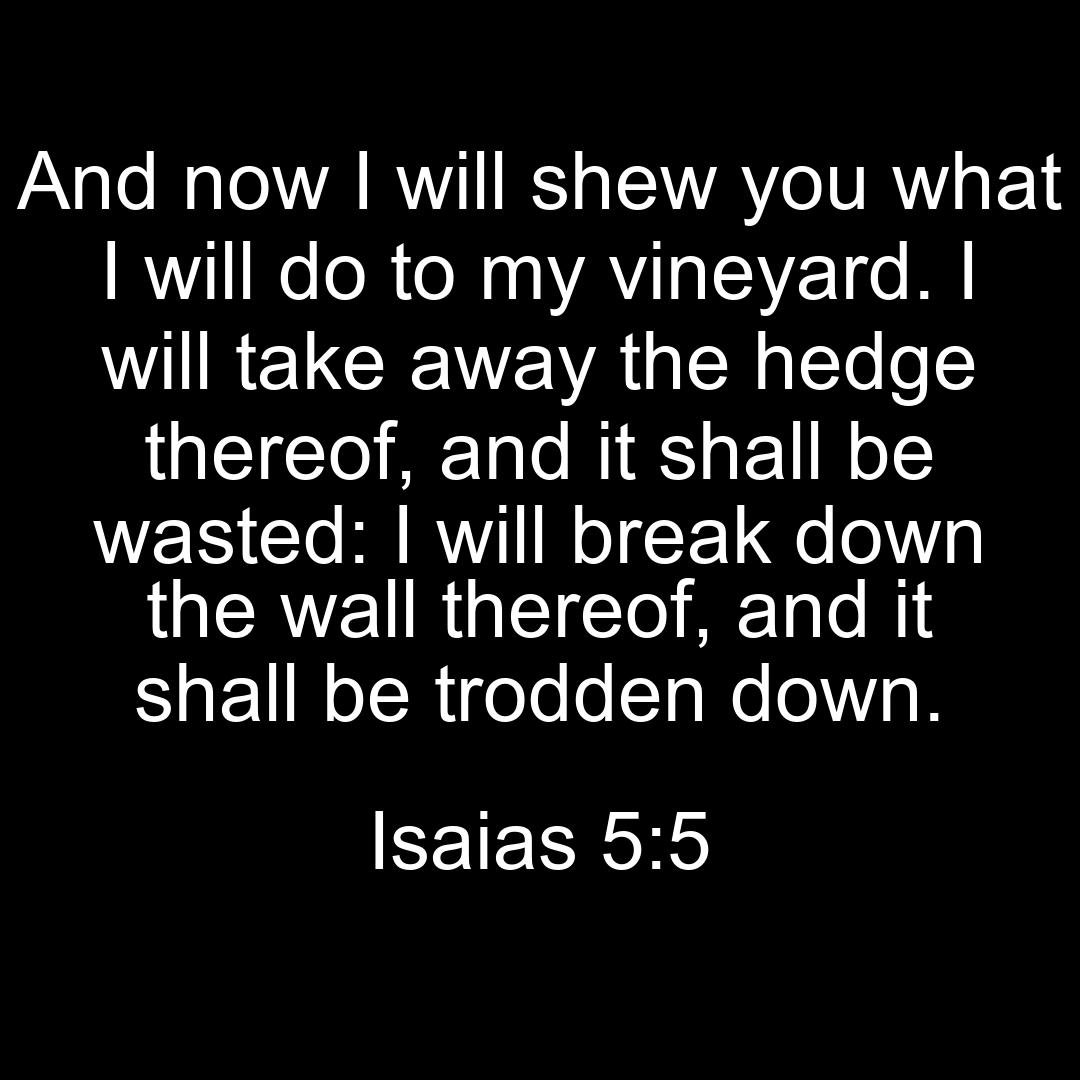 And now I will shew you what
I will do to my vineyard. I
will take away the hedge
thereof, and it shall be
wasted: I will break down
the wall thereof, and it
shall be trodden down.
Isaias 5:5